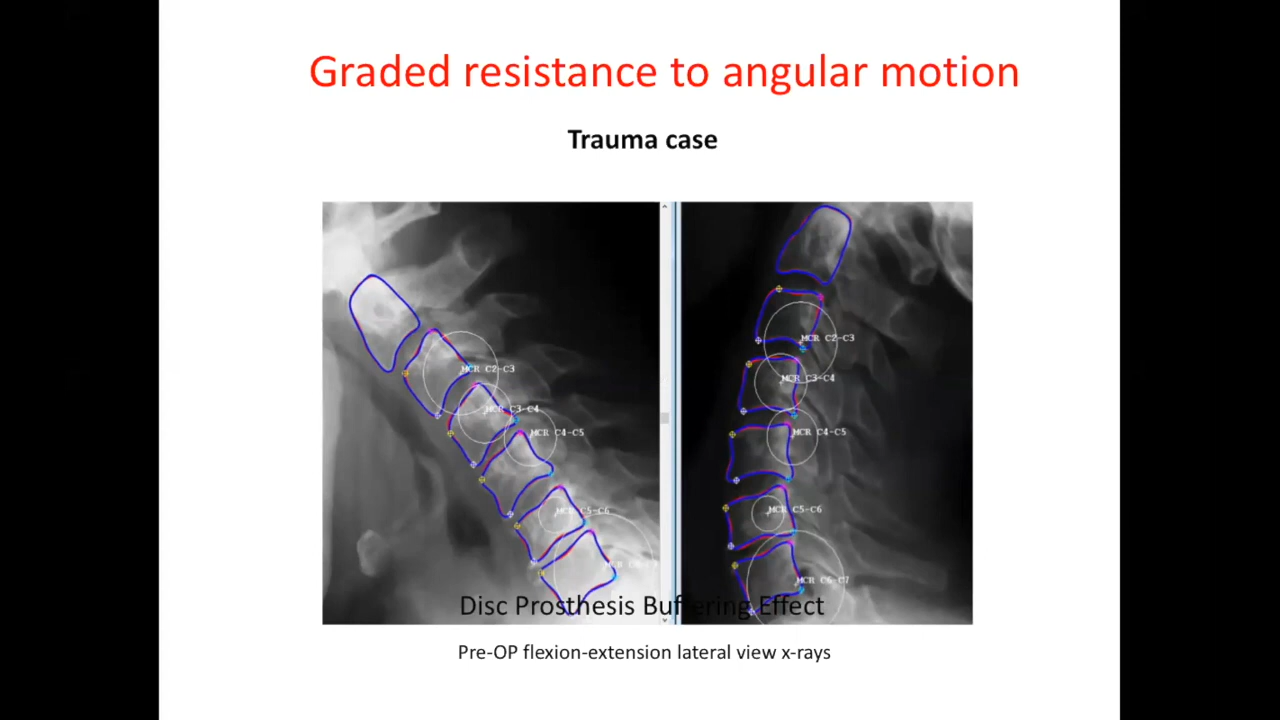 Graded resistance to angular motion
Trauma case
MCR C2-C3
MCR C3-C4
MCR C4-C5
MCR C5-C6
MCR C2-C3
MCR C3-C4
MCR C4-C5
MCR C5-C6
MCR C6-C7
Disc Prosthesis Buffering Effect
Pre-OP flexion-extension lateral view x-rays